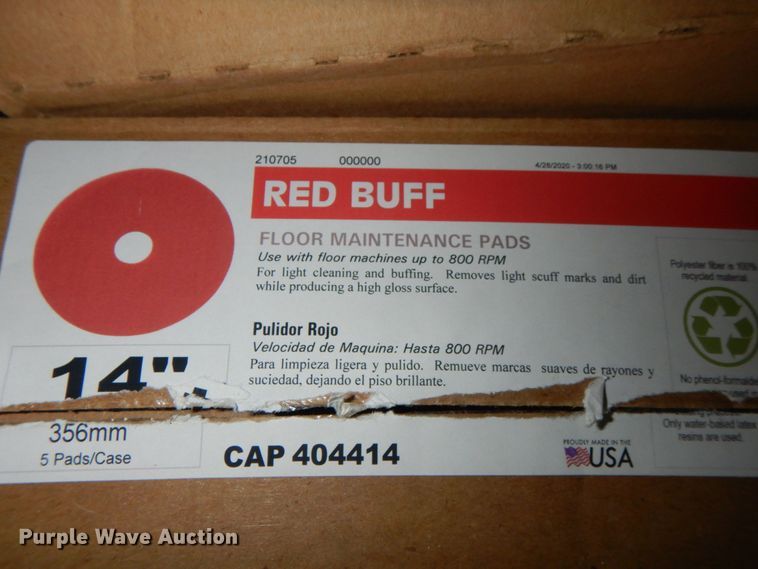 210705 000000 4/28/2020 - 3:00:16 PM
RED BUFF
FLOOR MAINTENANCE PADS
Use with floor machines up to 800 RPM
For light cleaning and buffing. Removes light scuff marks and dirt
while producing a high gloss surface.
Polyester fiber is 100%
recycled material.
Pulidor Rojo
Velocidad de Maquina: Hasta 800 RPM
Para limpieza ligera y pulido. Remueve marcas suaves de rayones y
suciedad, dejando el piso brillante.
14"
356mm
5 Pads/Case
CAP 404414
No phenol-formalde
Only water-based latex
resins are used.
PROUDLY MADE IN THE
USA
Purple Wave Auction